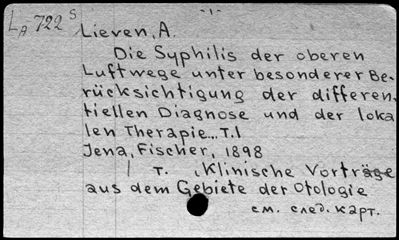 -1-
L_A 722 S
Lieven, A.
Die Syphilis der oberen
Luftwege unter besonderer Be-
rücksichtigung der differen-
tiellen Diagnose und der loka
len Therapie.. T.I
Jena, Fischer, 1898
T. Klinische Vorträge
aus dem Gebiete der Otologie
см. след. карт.